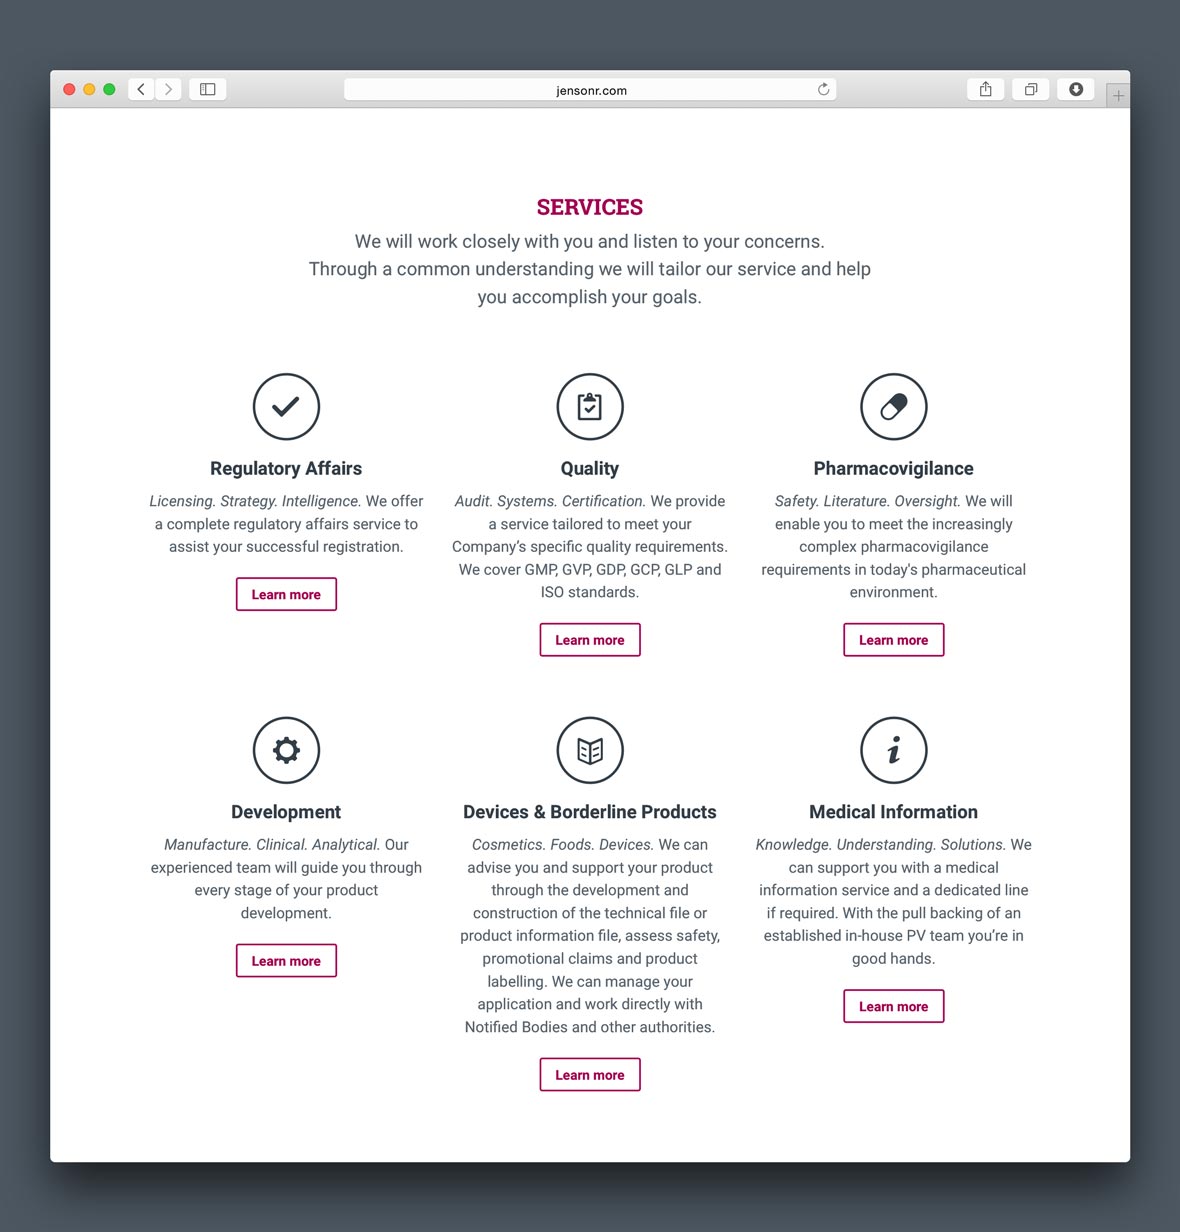 jensonr.com
SERVICES
We will work closely with you and listen to your concerns.
Through a common understanding we will tailor our service and help
you accomplish your goals.
Regulatory Affairs
Licensing. Strategy. Intelligence. We offer
a complete regulatory affairs service to
assist your successful registration.
Learn more
Quality
Audit. Systems. Certification. We provide
a service tailored to meet your
Company’s specific quality requirements.
We cover GMP, GVP, GDP, GCP, GLP and
ISO standards.
Learn more
Pharmacovigilance
Safety. Literature. Oversight. We will
enable you to meet the increasingly
complex pharmacovigilance
requirements in today's pharmaceutical
environment.
Learn more
Development
Manufacture. Clinical. Analytical. Our
experienced team will guide you through
every stage of your product
development.
Learn more
Devices & Borderline Products
Cosmetics. Foods. Devices. We can
advise you and support your product
through the development and
construction of the technical file or
product information file, assess safety,
promotional claims and product
labelling. We can manage your
application and work directly with
Notified Bodies and other authorities.
Learn more
Medical Information
Knowledge. Understanding. Solutions. We
can support you with a medical
information service and a dedicated line
if required. With the pull backing of an
established in-house PV team you’re in
good hands.
Learn more